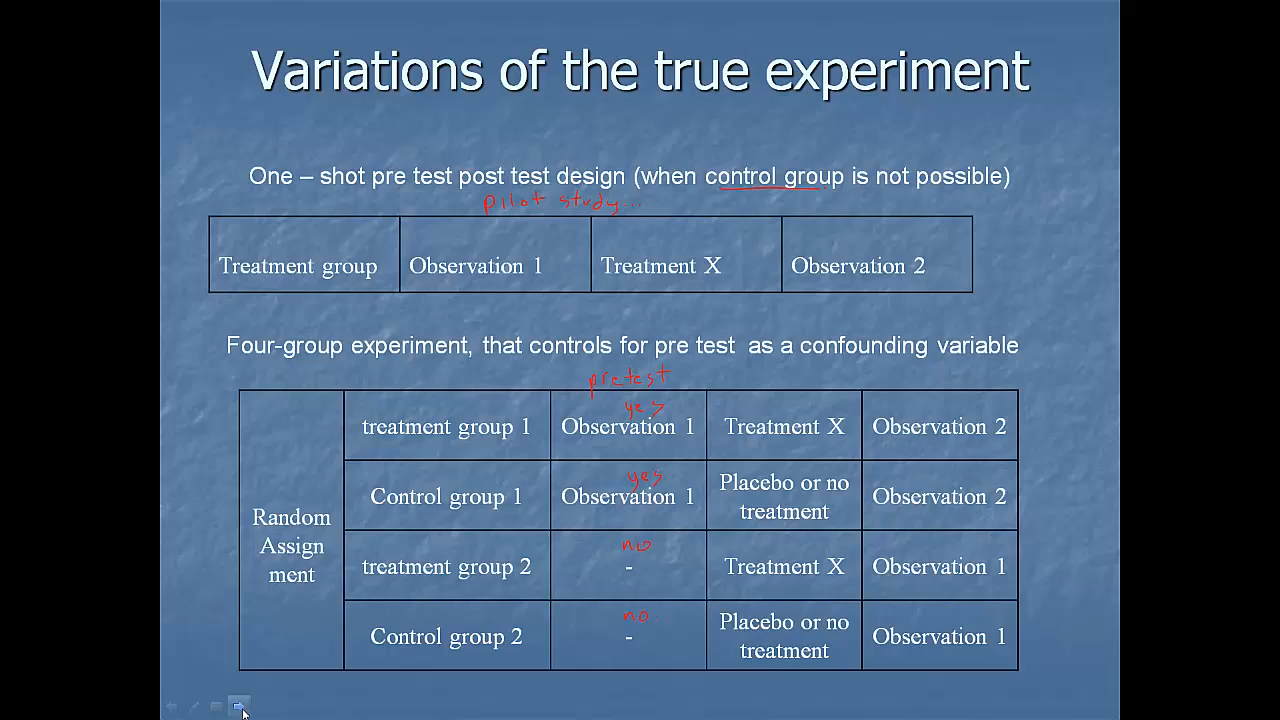 Variations of the true experiment
One – shot pre test post test design (when control group is not possible)
pilot study...
Treatment group Observation 1 Treatment X Observation 2
Four-group experiment, that controls for pre test as a confounding variable
pretest
yes
treatment group 1 Observation 1 Treatment X Observation 2
yes
Control group 1 Observation 1 Placebo or no treatment Observation 2
Random
Assign
ment
no
treatment group 2 - Treatment X Observation 1
no
Control group 2 - Placebo or no treatment Observation 1